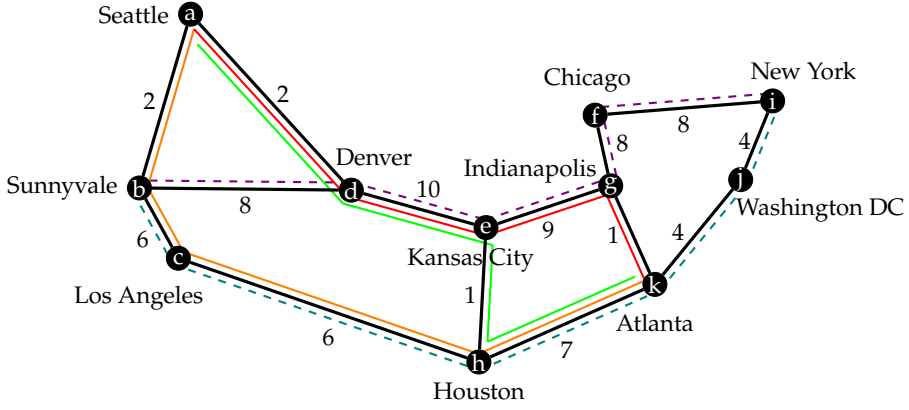 Seattle a
2 2
Chicago
New York
f i
8 8 4
Denver
Indianapolis
Sunnyvale b d 10 g j
8
Washington DC
6 e 9 1 4
c Kansas City
Los Angeles
1 k
6 7 Atlanta
h
Houston